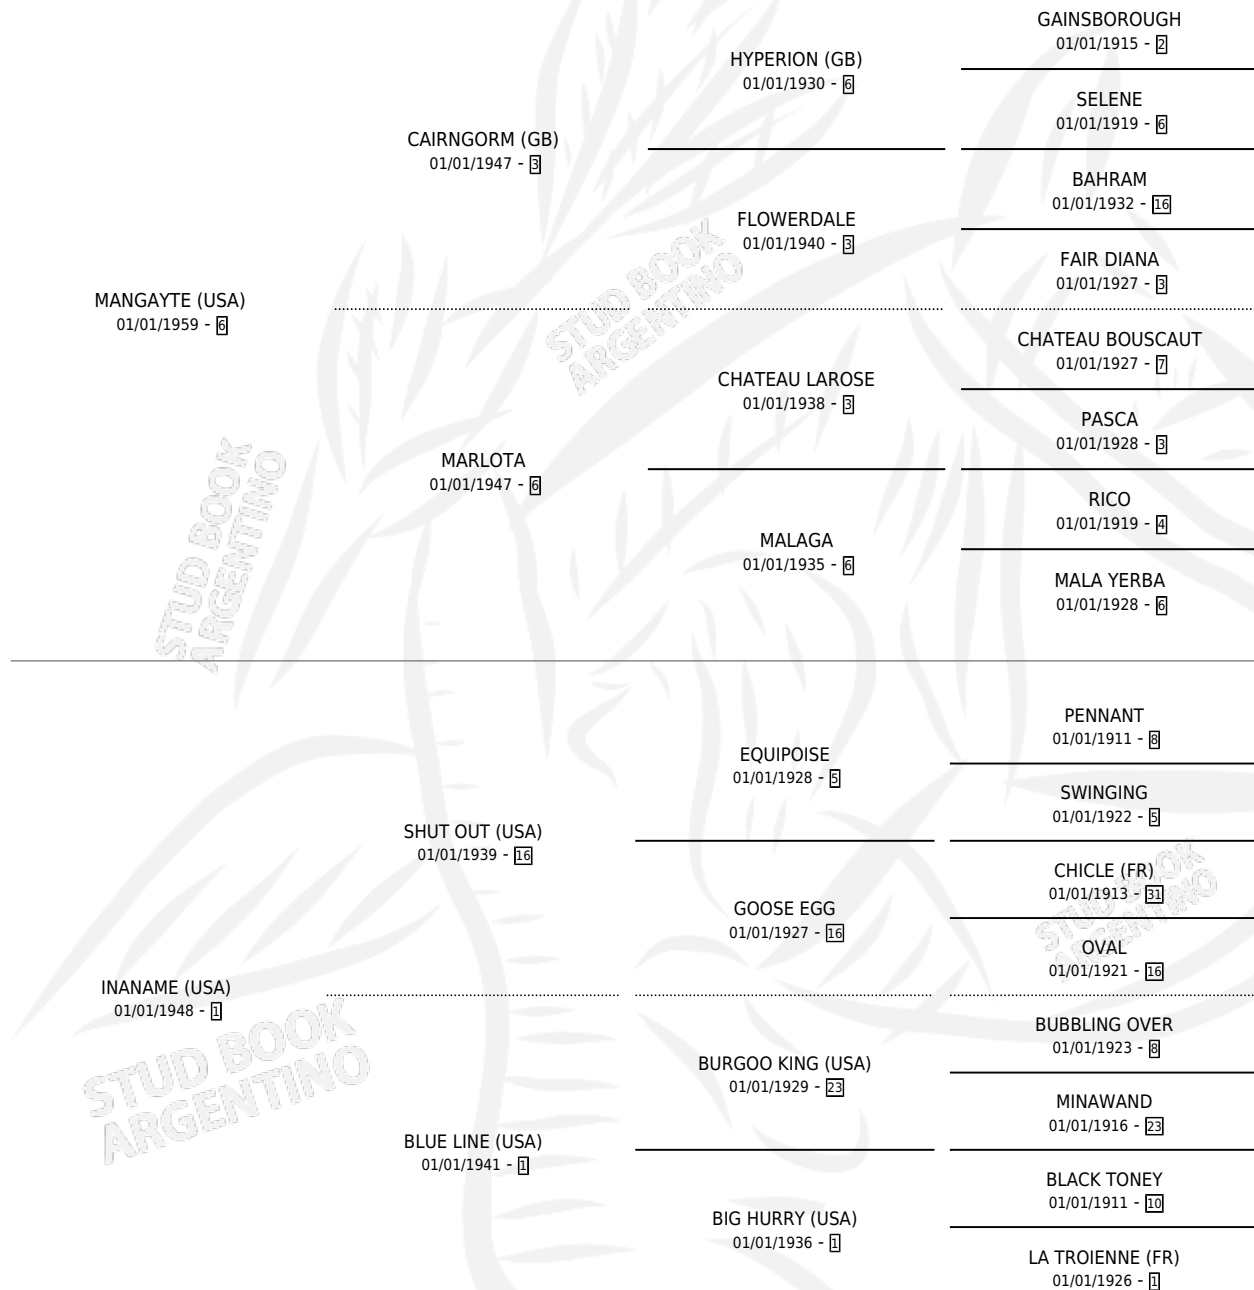 GAINSBOROUGH
01/01/1915 - 2
HYPERION (GB)
01/01/1930 - 6
SELENE
01/01/1919 - 6
CAIRNGORM (GB)
01/01/1947 - 3
BAHRAM
01/01/1932 - 16
FLOWERDALE
01/01/1940 - 3
FAIR DIANA
01/01/1927 - 3
MANGAYTE (USA)
01/01/1959 - 6
CHATEAU BOUSCAUT
01/01/1927 - 7
CHATEAU LAROSE
01/01/1938 - 3
PASCA
01/01/1928 - 3
MARLOTA
01/01/1947 - 6
RICO
01/01/1919 - 4
MALAGA
01/01/1935 - 6
MALA YERBA
01/01/1928 - 6
PENNANT
01/01/1911 - 8
EQUIPOISE
01/01/1928 - 5
SWINGING
01/01/1922 - 5
SHUT OUT (USA)
01/01/1939 - 16
CHICLE (FR)
01/01/1913 - 31
GOOSE EGG
01/01/1927 - 16
OVAL
01/01/1921 - 16
INANAME (USA)
01/01/1948 - 1
BUBBLING OVER
01/01/1923 - 8
BURGOO KING (USA)
01/01/1929 - 23
MINAWAND
01/01/1916 - 23
BLUE LINE (USA)
01/01/1941 - 1
BLACK TONEY
01/01/1911 - 10
BIG HURRY (USA)
01/01/1936 - 1
LA TROIENNE (FR)
01/01/1926 - 1
STUD BOOK
ARGENTINO
STUD BOOK
ARGENTINO
STUD BOOK
ARGENTINO
STUD BOOK
ARGENTINO